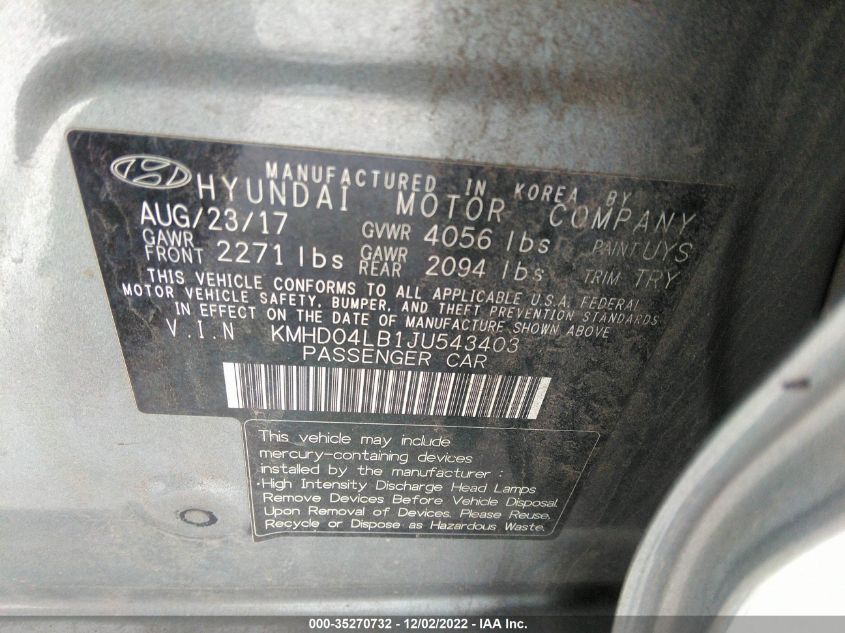 MANUFACTURED IN KOREA BY
HYUNDAI MOTOR COMPANY
AUG/23/17 GVWR 4056 lbs PAINT UYS
GAWR FRONT 2271 lbs GAWR REAR 2094 lbs TRIM TRY
THIS VEHICLE CONFORMS TO ALL APPLICABLE U.S.A. FEDERAL
MOTOR VEHICLE SAFETY, BUMPER, AND THEFT PREVENTION STANDARDS
IN EFFECT ON THE DATE OF MANUFACTURE SHOWN ABOVE
V.I.N KMHD04LB1JU543403
PASSENGER CAR
This vehicle may include
mercury-containing devices
installed by the manufacturer :
·High Intensity Discharge Head Lamps
Remove Devices Before Vehicle Disposal.
Upon Removal of Devices. Please Reuse,
Recycle or Dispose as Hazardous Waste.
000-35270732 - 12/02/2022 - IAA Inc.